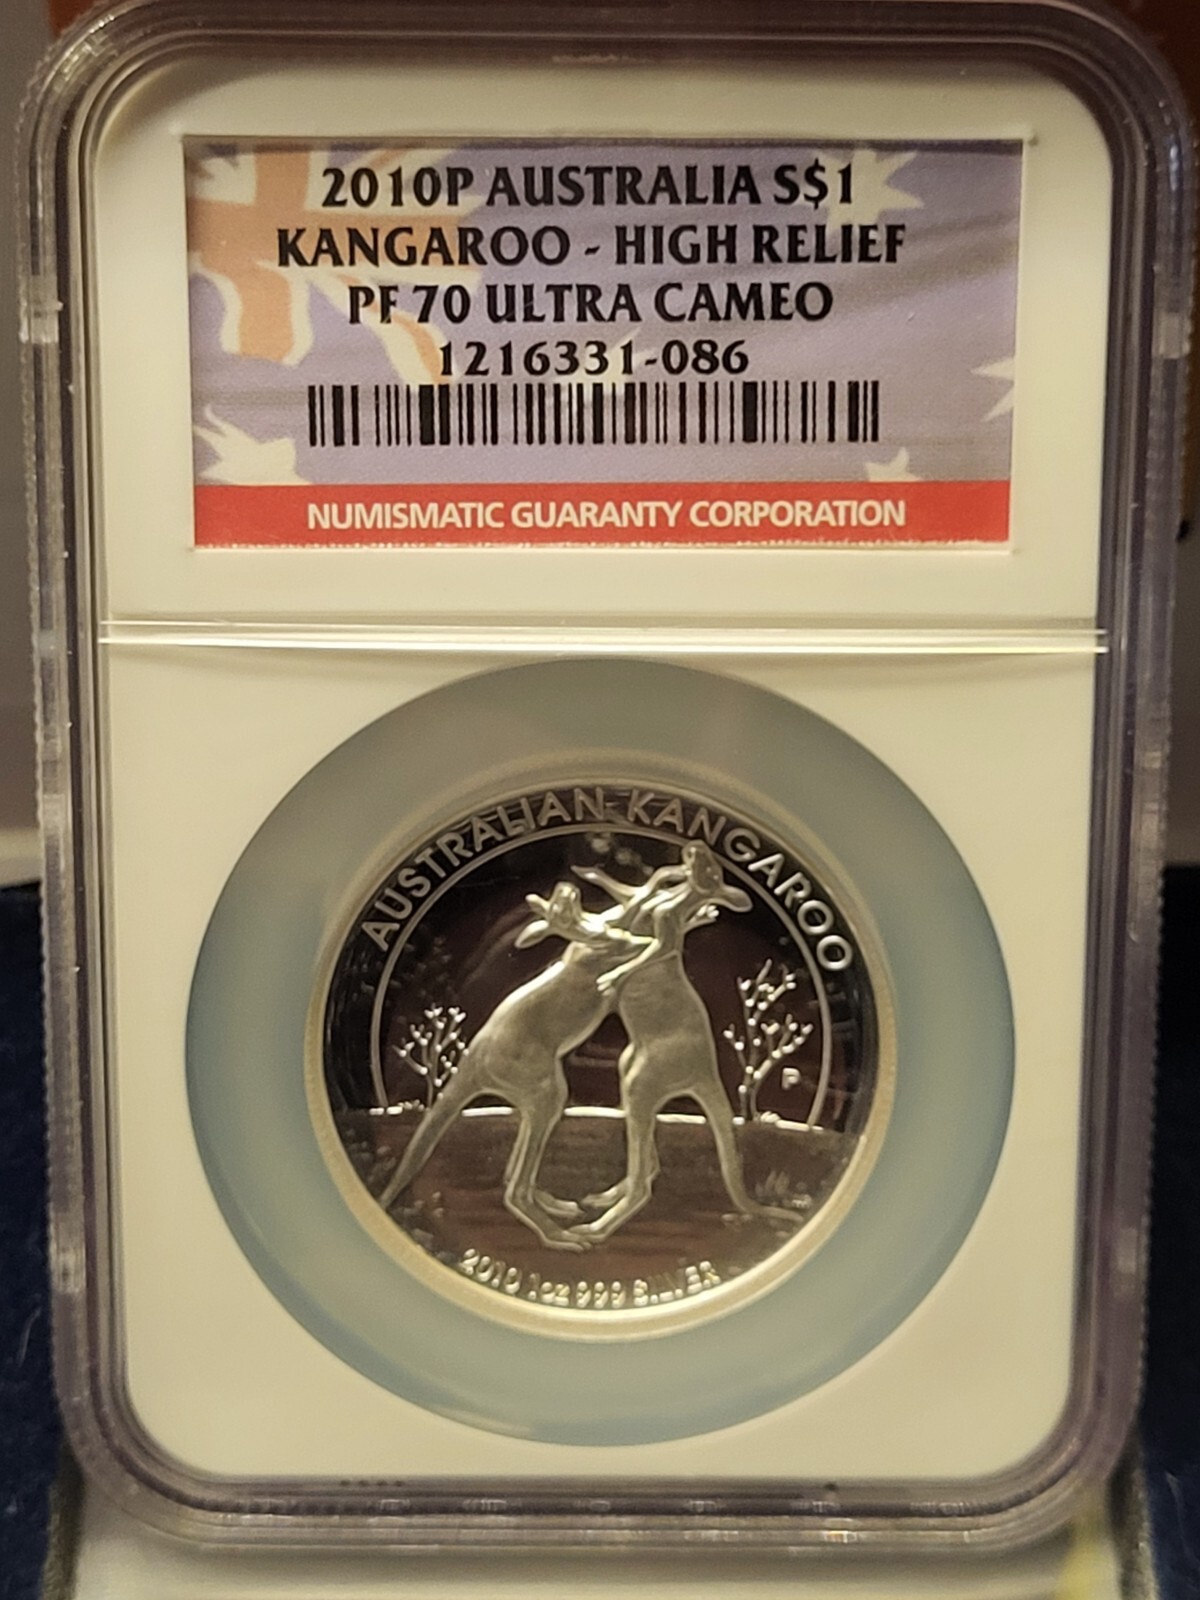 2010P AUSTRALIA S$1
KANGAROO - HIGH RELIEF
PF 70 ULTRA CAMEO
1216331-086
NUMISMATIC GUARANTY CORPORATION
AUSTRALIAN KANGAROO
P
2010 1oz 999 SILVER